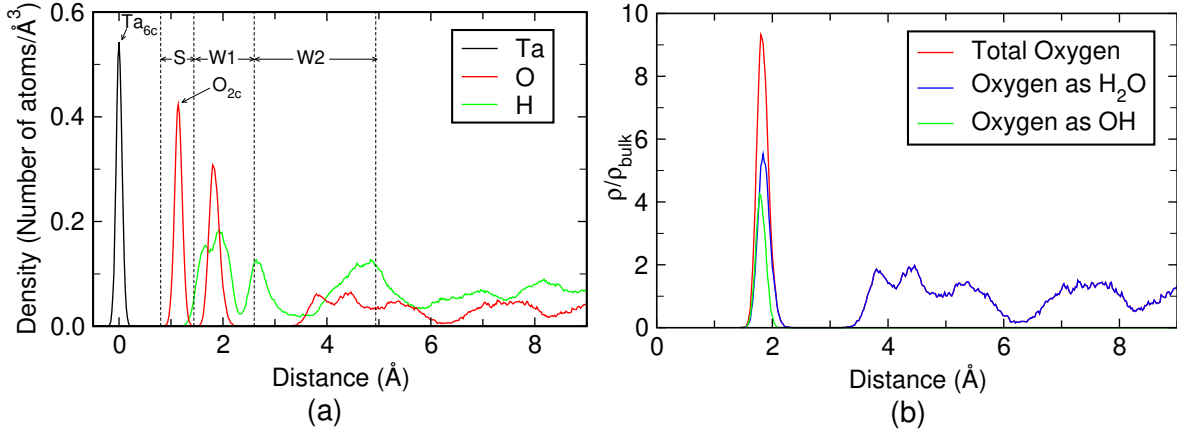 0.6
0.4
0.2
0.0
0 2 4 6 8
Density (Number of atoms/Å³)
Distance (Å)
Ta₆c
S W1 W2
O₂c
Ta
O
H
(a)
10
8
6
4
2
0
0 2 4 6 8
ρ/ρbulk
Distance (Å)
Total Oxygen
Oxygen as H₂O
Oxygen as OH
(b)